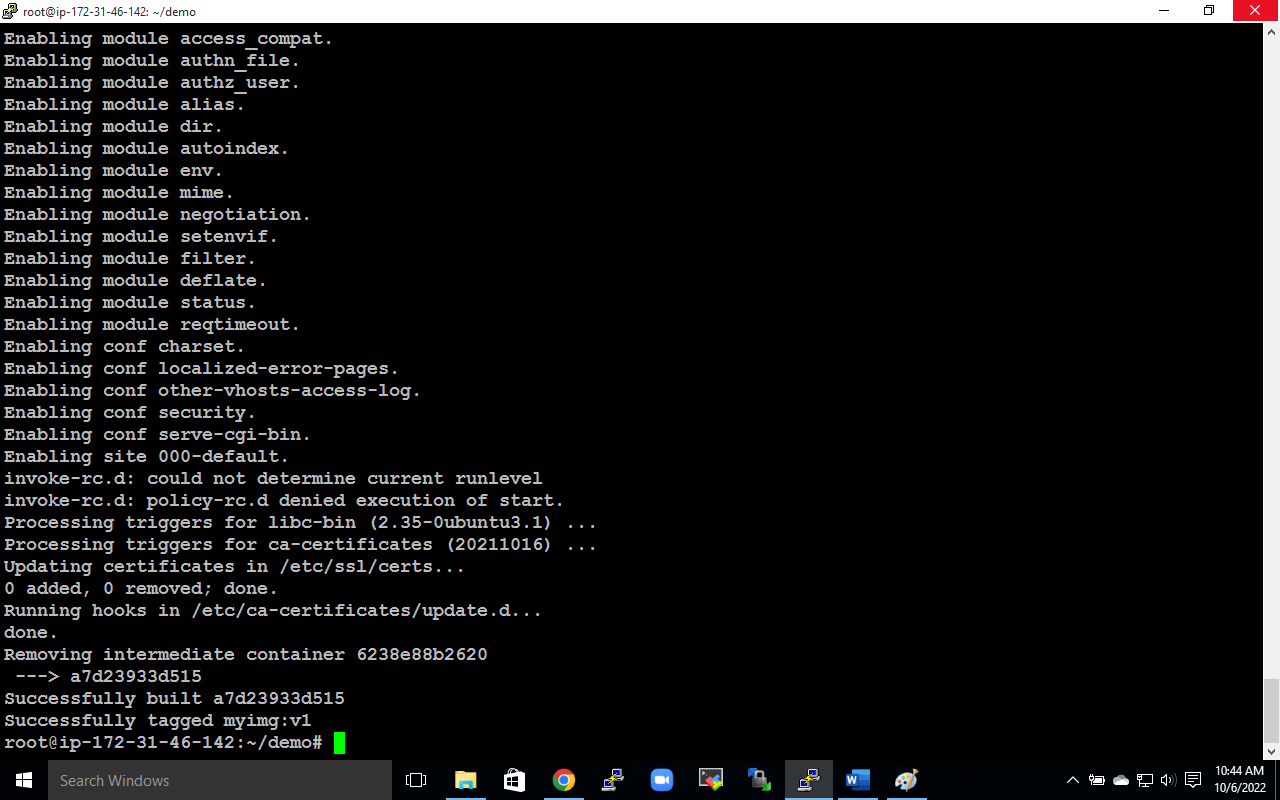 root@ip-172-31-46-142: ~/demo
Enabling module access_compat.
Enabling module authn_file.
Enabling module authz_user.
Enabling module alias.
Enabling module dir.
Enabling module autoindex.
Enabling module env.
Enabling module mime.
Enabling module negotiation.
Enabling module setenvif.
Enabling module filter.
Enabling module deflate.
Enabling module status.
Enabling module reqtimeout.
Enabling conf charset.
Enabling conf localized-error-pages.
Enabling conf other-vhosts-access-log.
Enabling conf security.
Enabling conf serve-cgi-bin.
Enabling site 000-default.
invoke-rc.d: could not determine current runlevel
invoke-rc.d: policy-rc.d denied execution of start.
Processing triggers for libc-bin (2.35-0ubuntu3.1) ...
Processing triggers for ca-certificates (20211016) ...
Updating certificates in /etc/ssl/certs...
0 added, 0 removed; done.
Running hooks in /etc/ca-certificates/update.d...
done.
Removing intermediate container 6238e88b2620
 ---> a7d23933d515
Successfully built a7d23933d515
Successfully tagged myimg:v1
root@ip-172-31-46-142:~/demo#
Search Windows
10:44 AM
10/6/2022